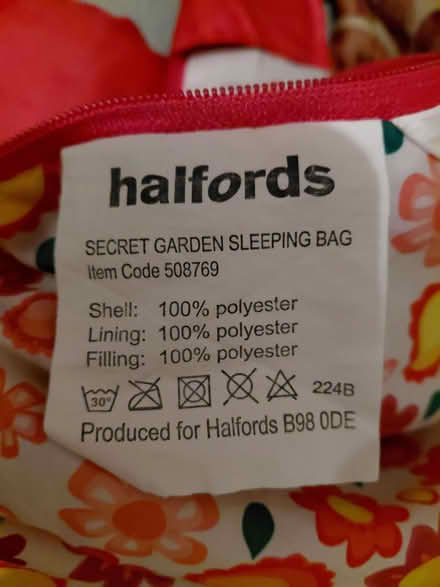 halfords
SECRET GARDEN SLEEPING BAG
Item Code 508769
Shell: 100% polyester
Lining: 100% polyester
Filling: 100% polyester
30° 224B
Produced for Halfords B98 0DE